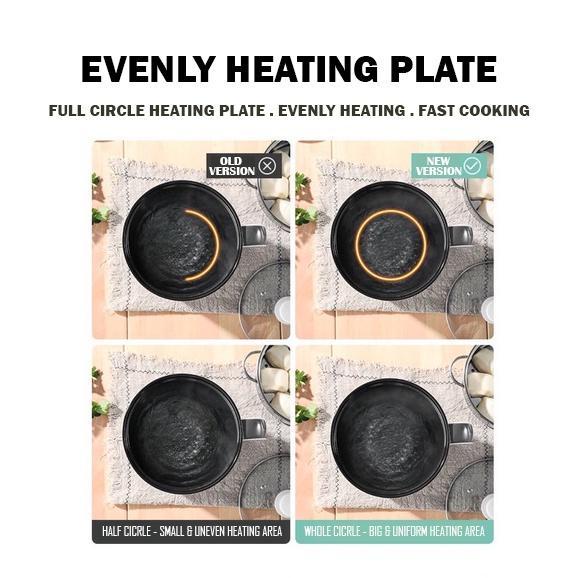 EVENLY HEATING PLATE
FULL CIRCLE HEATING PLATE . EVENLY HEATING . FAST COOKING
OLD
VERSION
NEW
VERSION
HALF CICRLE - SMALL & UNEVEN HEATING AREA
WHOLE CICRLE - BIG & UNIFORM HEATING AREA